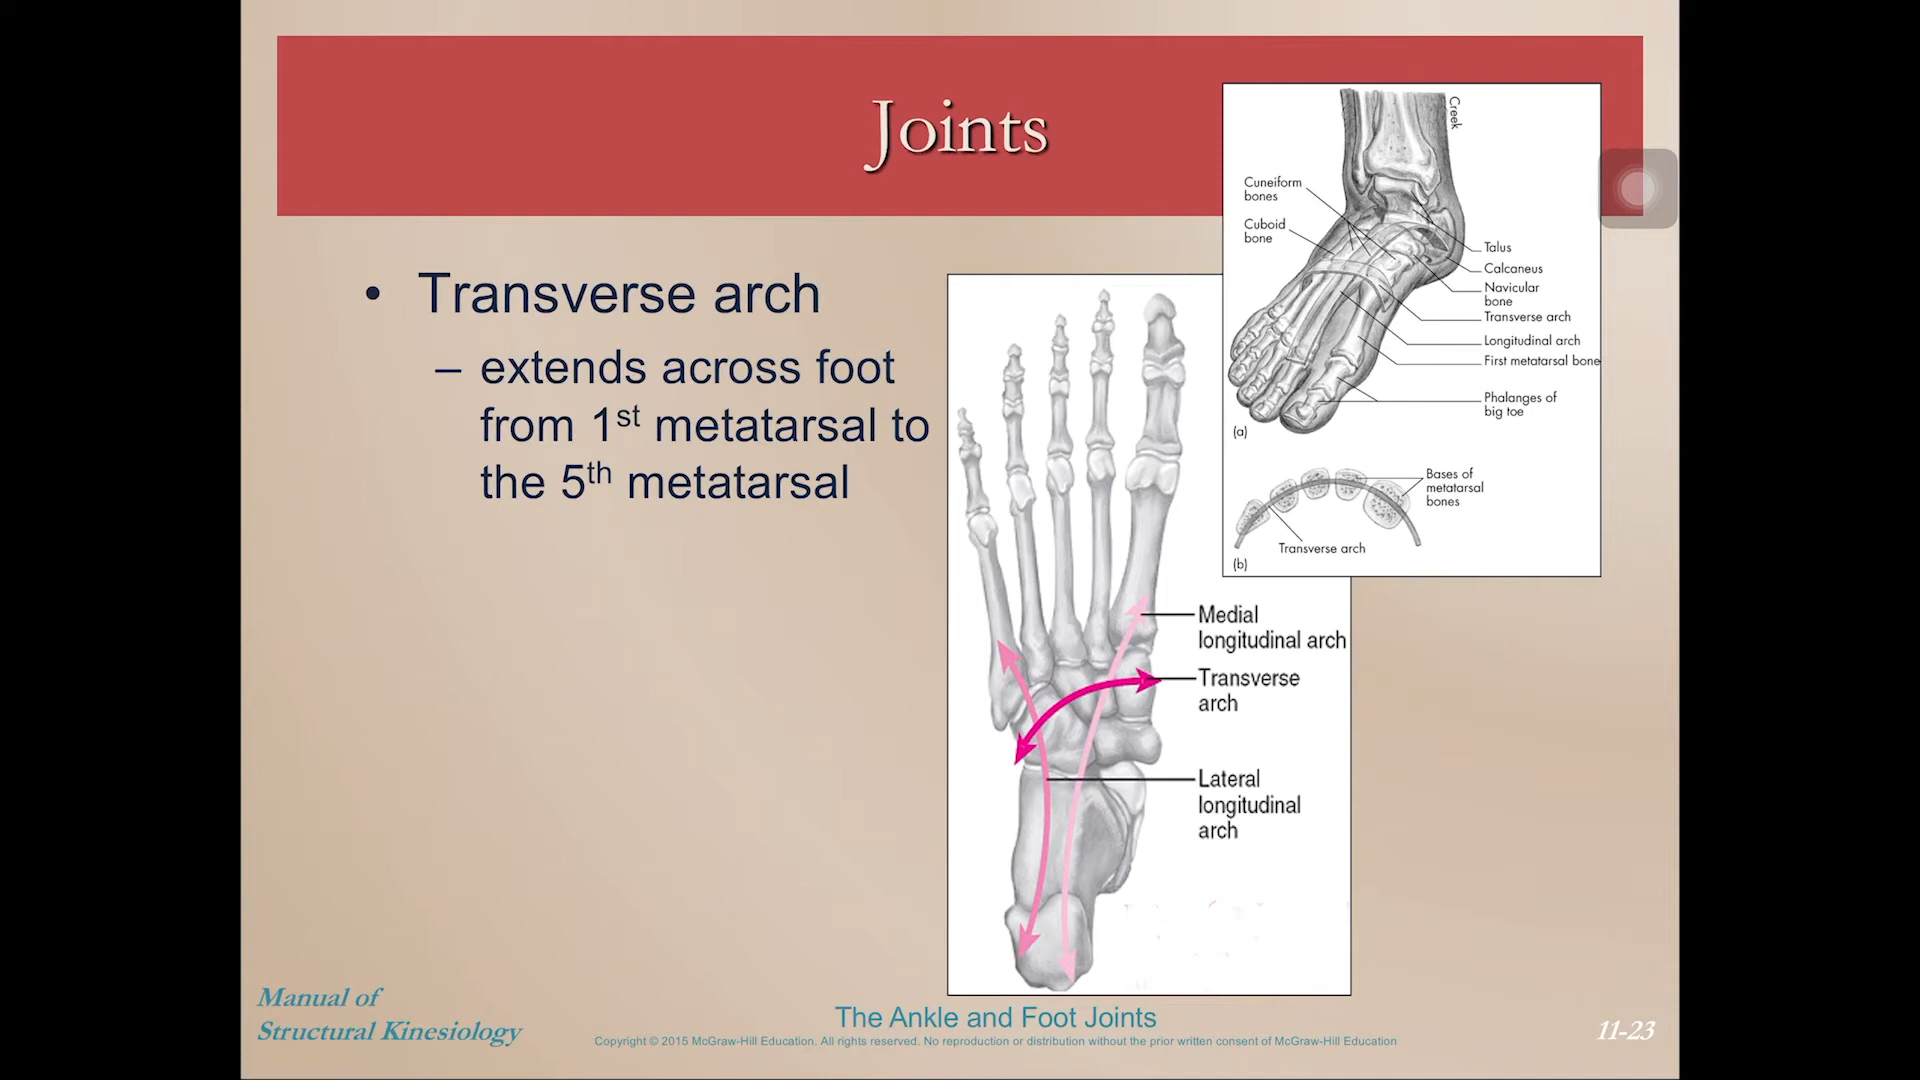 Joints
• Transverse arch
– extends across foot
from 1st metatarsal to
the 5th metatarsal
Creek
Cuneiform
bones
Cuboid
bone
Talus
Calcaneus
Navicular
bone
Transverse arch
Longitudinal arch
First metatarsal bone
Phalanges of
big toe
(a)
Bases of
metatarsal
bones
Transverse arch
(b)
Medial
longitudinal arch
Transverse
arch
Lateral
longitudinal
arch
Manual of
Structural Kinesiology
The Ankle and Foot Joints
Copyright © 2015 McGraw-Hill Education. All rights reserved. No reproduction or distribution without the prior written consent of McGraw-Hill Education
11-23